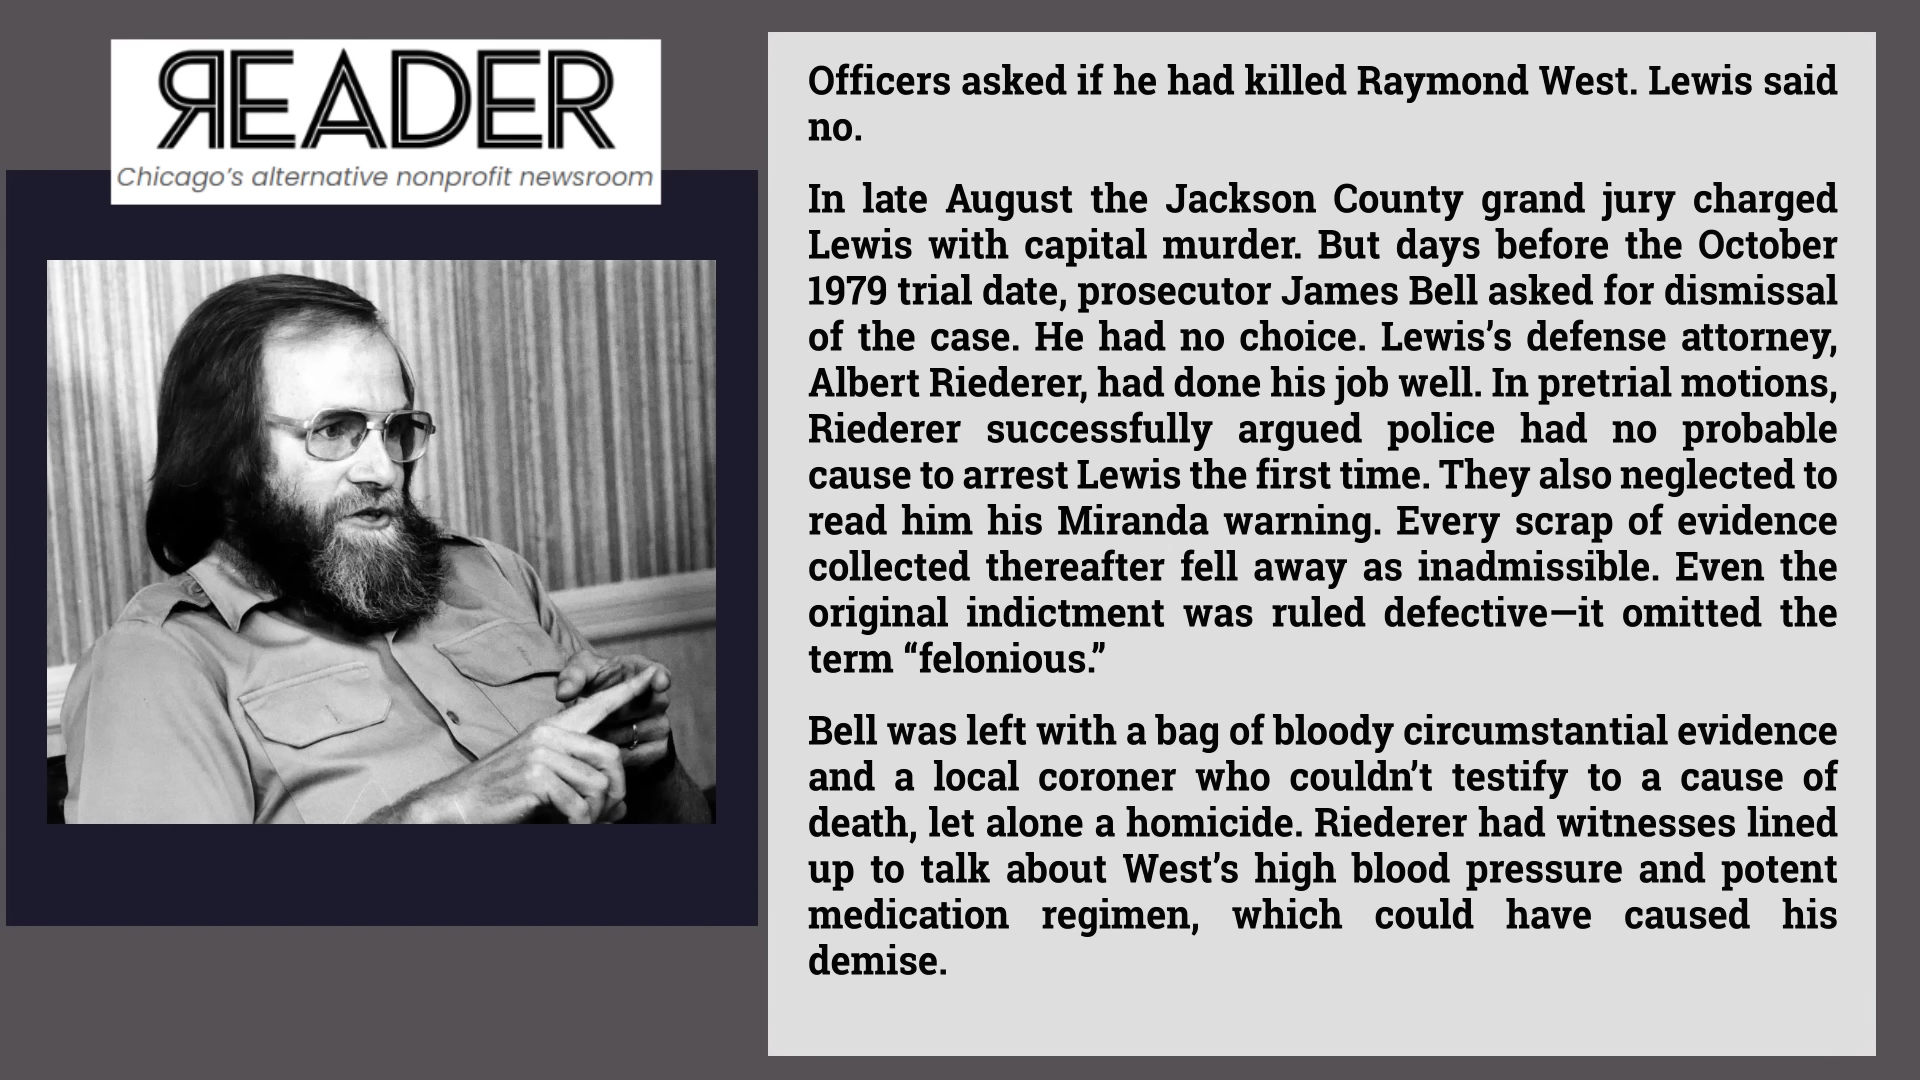 READER
Chicago’s alternative nonprofit newsroom
Officers asked if he had killed Raymond West. Lewis said
no.
In late August the Jackson County grand jury charged
Lewis with capital murder. But days before the October
1979 trial date, prosecutor James Bell asked for dismissal
of the case. He had no choice. Lewis’s defense attorney,
Albert Riederer, had done his job well. In pretrial motions,
Riederer successfully argued police had no probable
cause to arrest Lewis the first time. They also neglected to
read him his Miranda warning. Every scrap of evidence
collected thereafter fell away as inadmissible. Even the
original indictment was ruled defective—it omitted the
term “felonious.”
Bell was left with a bag of bloody circumstantial evidence
and a local coroner who couldn’t testify to a cause of
death, let alone a homicide. Riederer had witnesses lined
up to talk about West’s high blood pressure and potent
medication regimen, which could have caused his
demise.